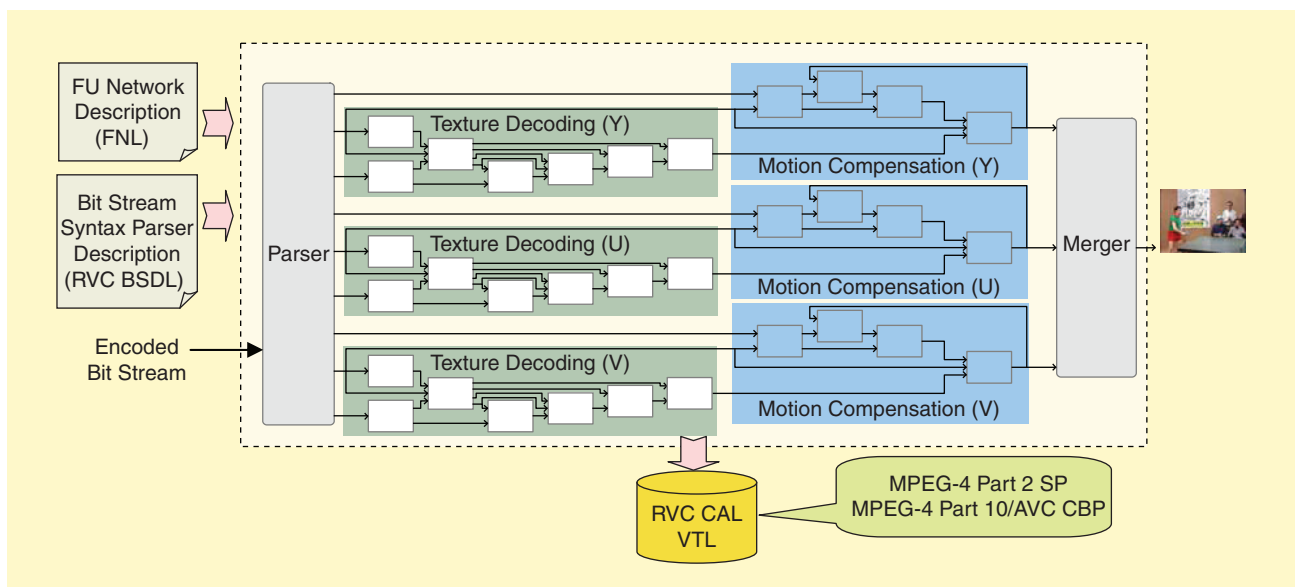 FU Network
Description
(FNL)
Bit Stream
Syntax Parser
Description
(RVC BSDL)
Encoded
Bit Stream
Parser
Texture Decoding (Y)
Motion Compensation (Y)
Texture Decoding (U)
Motion Compensation (U)
Texture Decoding (V)
Motion Compensation (V)
Merger
RVC CAL
VTL
MPEG-4 Part 2 SP
MPEG-4 Part 10/AVC CBP